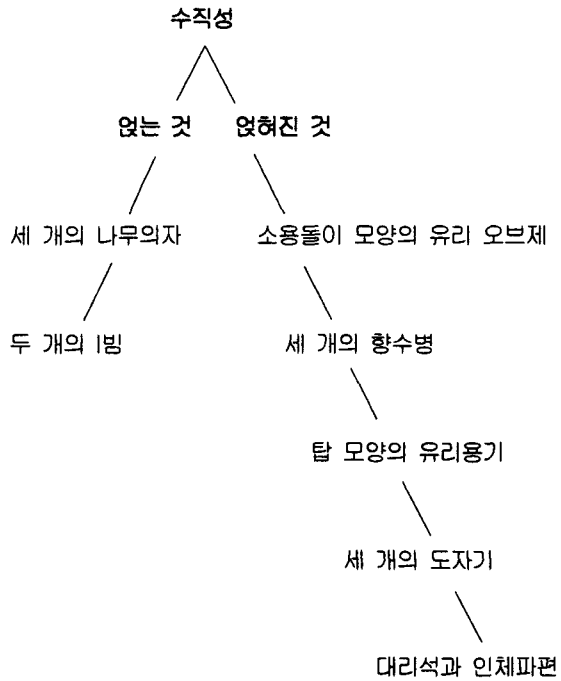 수직성
얹는 것 얹혀진 것
세 개의 나무의자 소용돌이 모양의 유리 오브제
두 개의 I빔 세 개의 향수병
탑 모양의 유리용기
세 개의 도자기
대리석과 인체파편